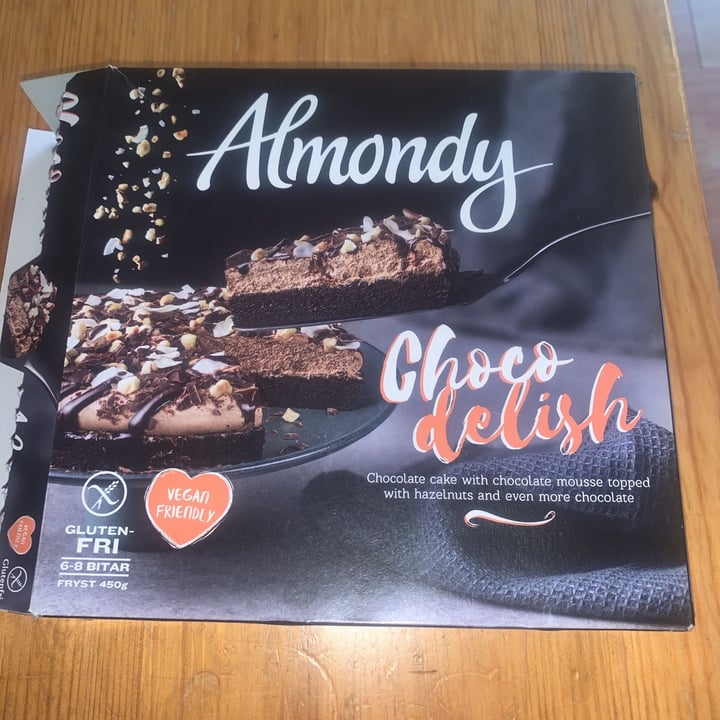 Almondy
Choco
delish
Chocolate cake with chocolate mousse topped
with hazelnuts and even more chocolate
VEGAN
FRIENDLY
GLUTEN-
FRI
6-8 BITAR
FRYST 450g